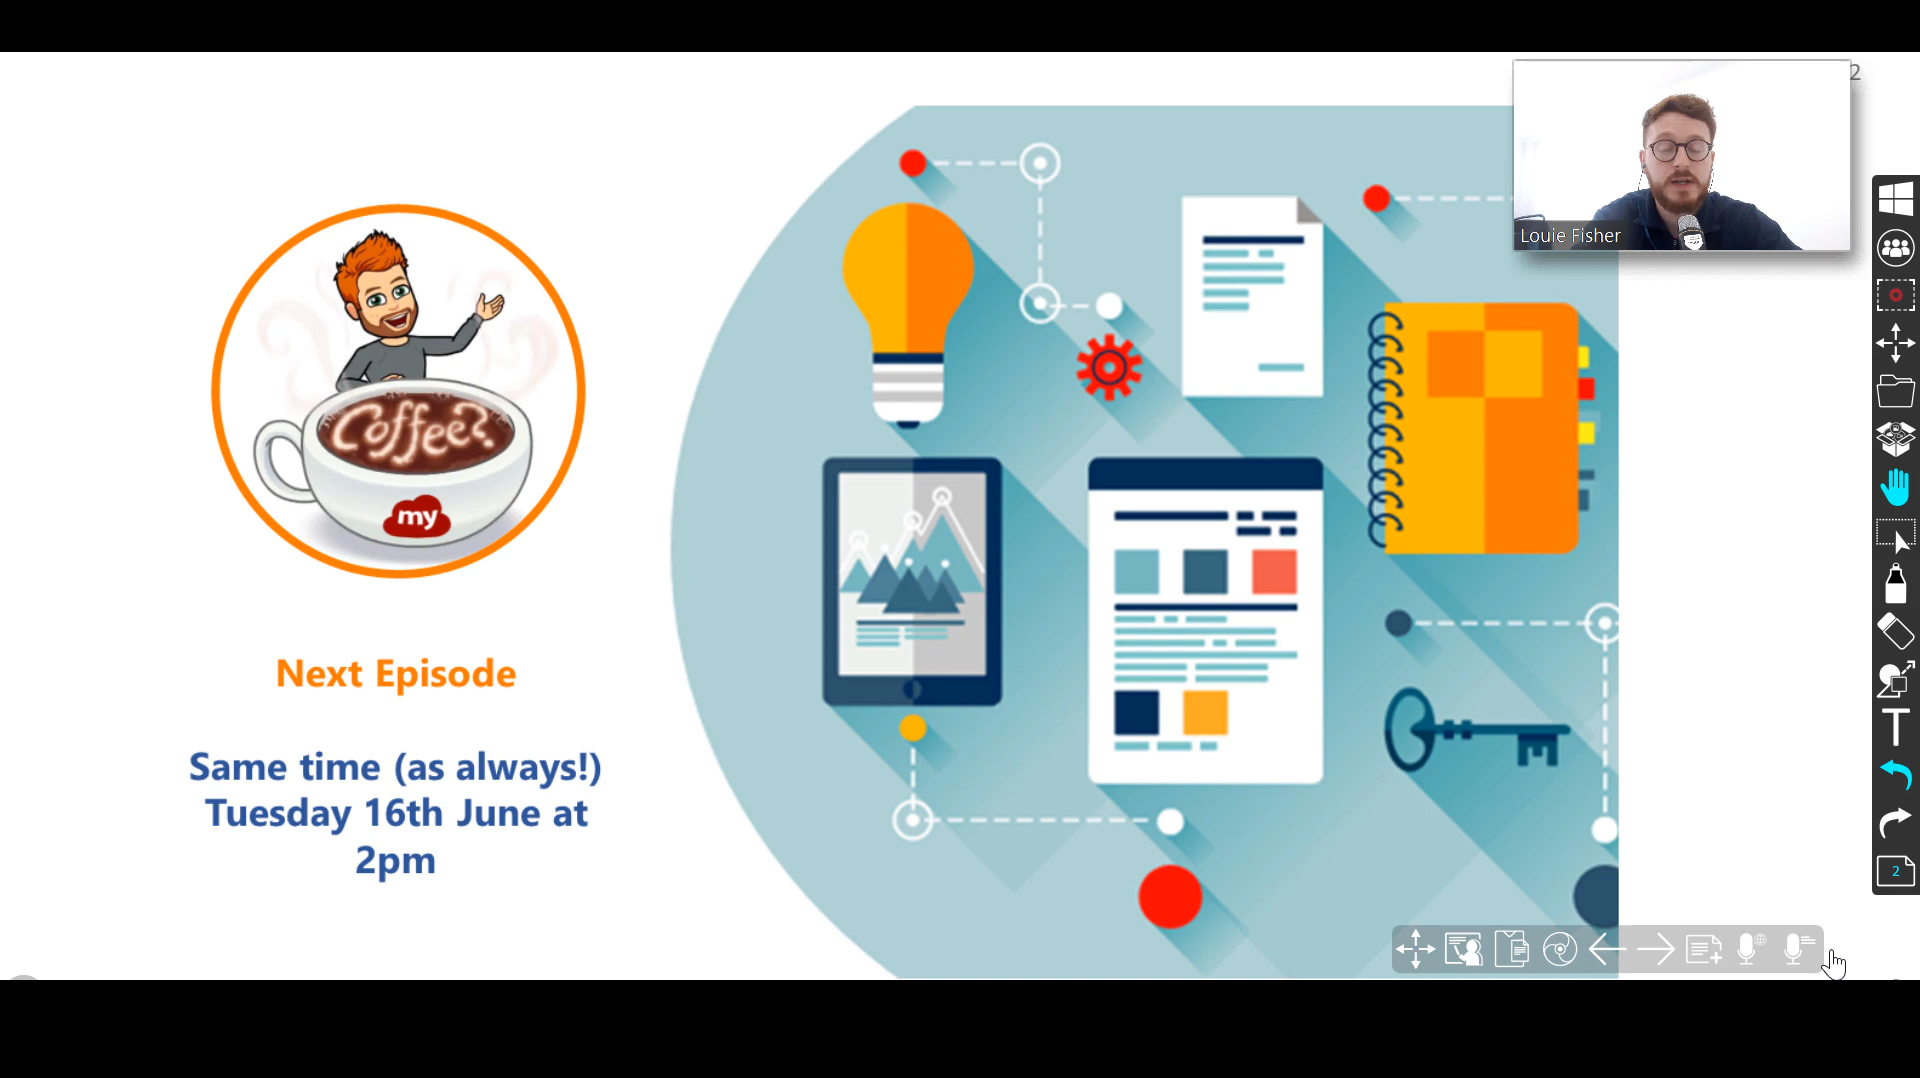 2
Louie Fisher
Coffee?
my
Next Episode
Same time (as always!)
Tuesday 16th June at
2pm
T
2